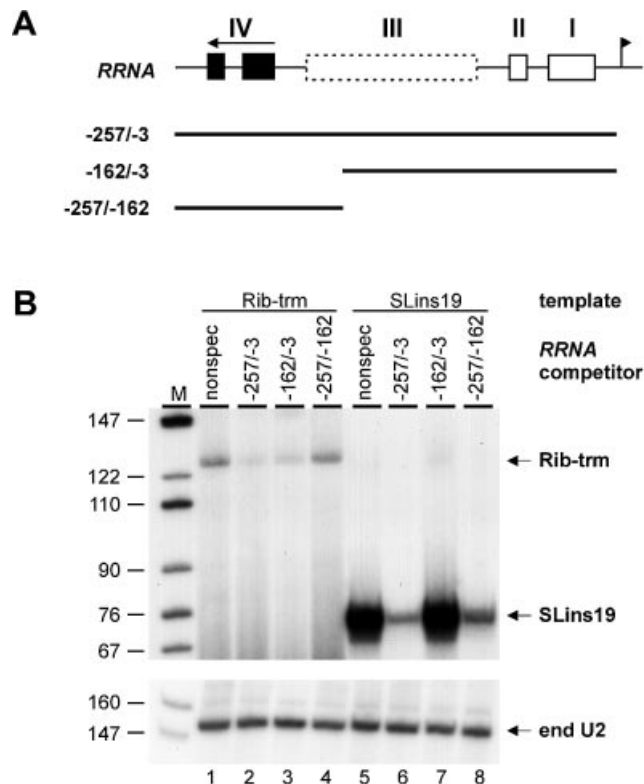 A
IV III II I
RRNA
-257/-3
-162/-3
-257/-162
B
Rib-trm SLins19 template
nonspec -257/-3 -162/-3 -257/-162 nonspec -257/-3 -162/-3 -257/-162 RRNA competitor
M
147
Rib-trm
122
110
90
76 SLins19
67
160
147 end U2
1 2 3 4 5 6 7 8